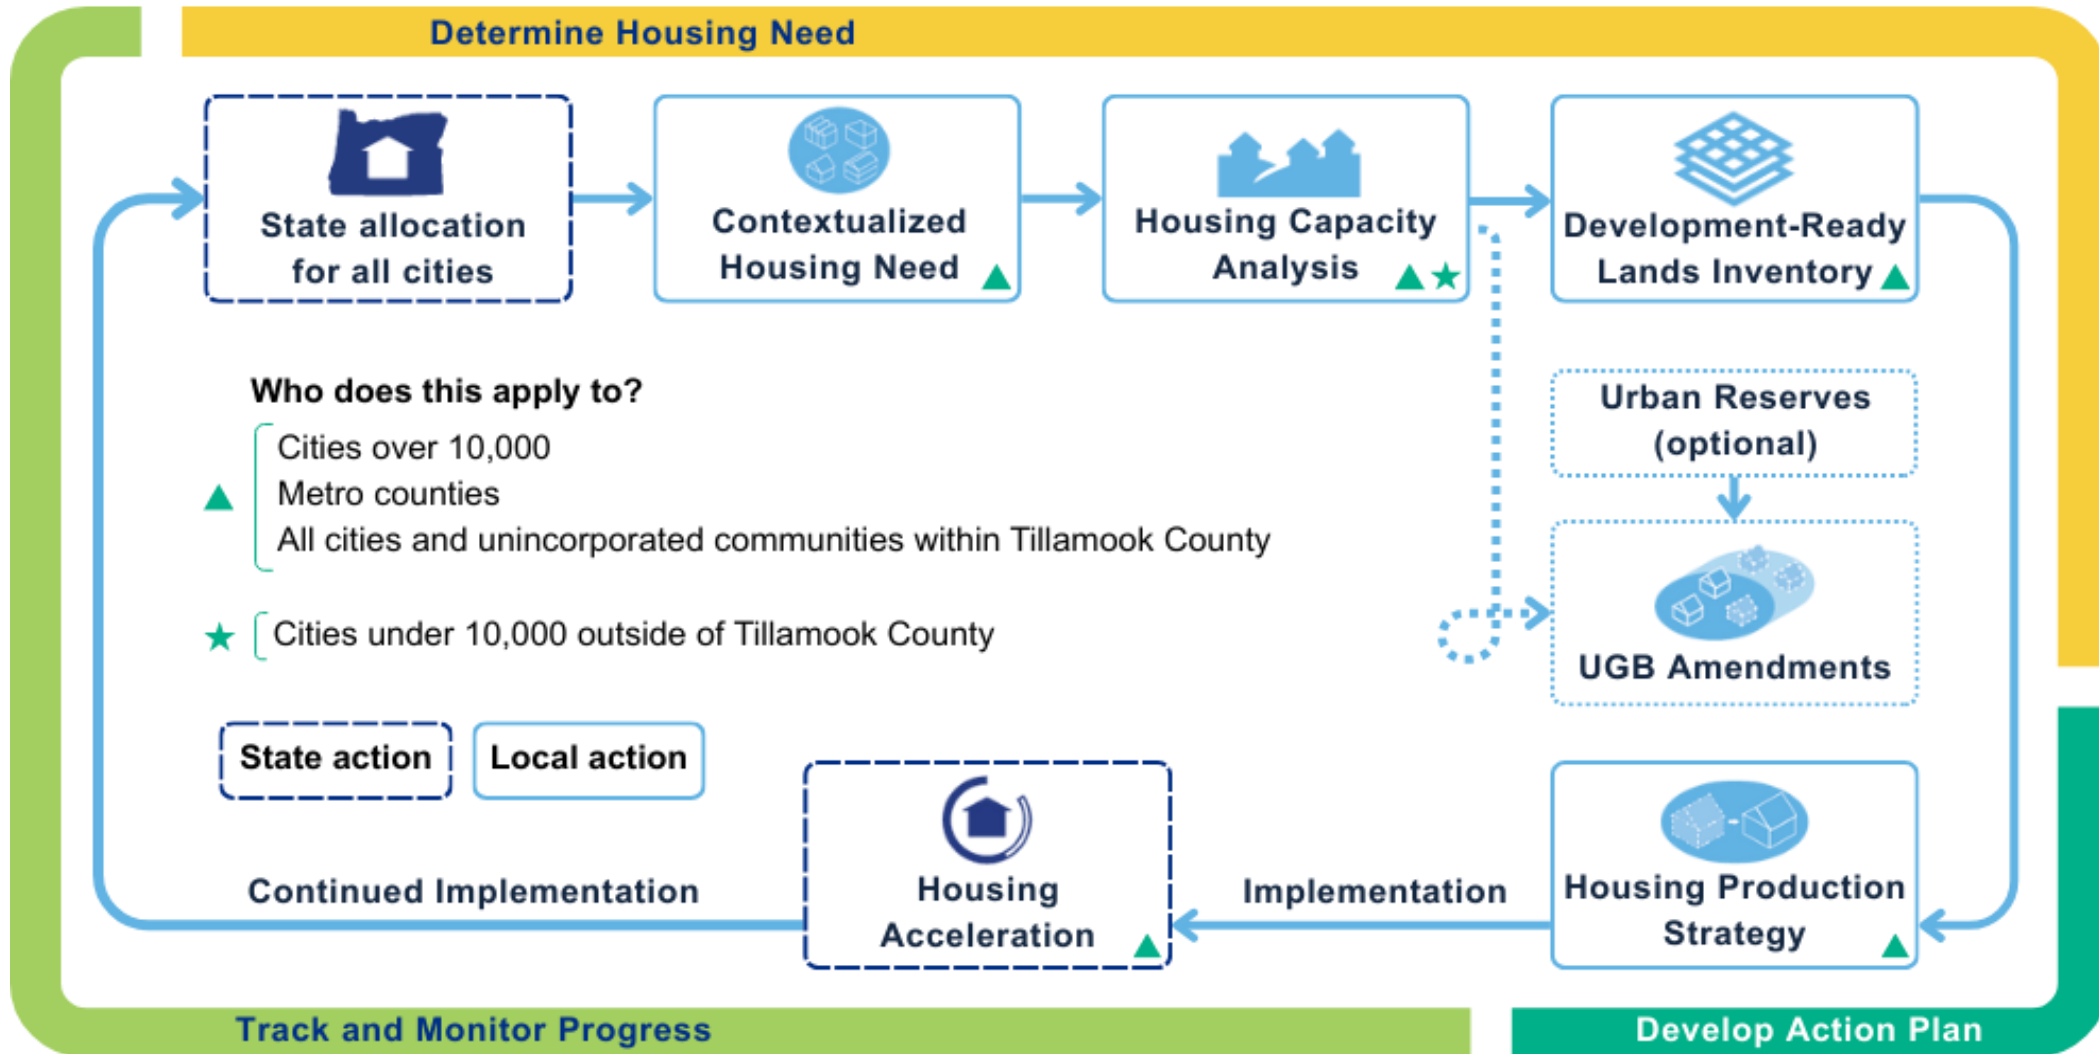 Determine Housing Need
State allocation
for all cities
Contextualized
Housing Need
Housing Capacity
Analysis
Development-Ready
Lands Inventory
Who does this apply to?
Cities over 10,000
Metro counties
All cities and unincorporated communities within Tillamook County
Cities under 10,000 outside of Tillamook County
Urban Reserves
(optional)
UGB Amendments
State action
Local action
Housing Production
Strategy
Implementation
Housing
Acceleration
Continued Implementation
Track and Monitor Progress
Develop Action Plan